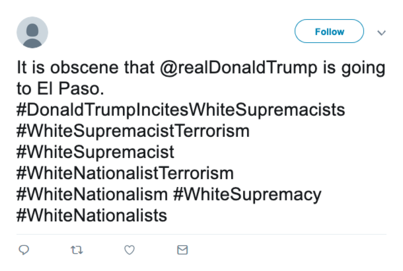 Follow
It is obscene that @realDonaldTrump is going
to El Paso.
#DonaldTrumpIncitesWhiteSupremacists
#WhiteSupremacistTerrorism
#WhiteSupremacist
#WhiteNationalistTerrorism
#WhiteNationalism #WhiteSupremacy
#WhiteNationalists